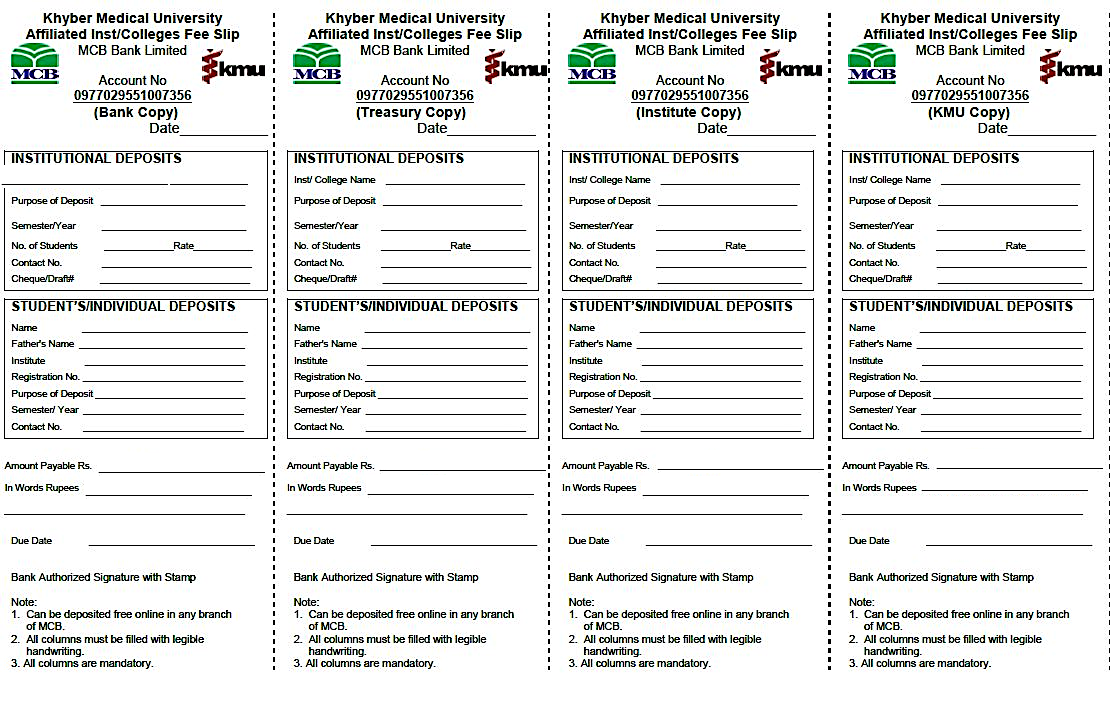 Khyber Medical University
Affiliated Inst/Colleges Fee Slip
MCB Bank Limited
MCB
kmu
Account No
0977029551007356
(Bank Copy)
Date____________
INSTITUTIONAL DEPOSITS
Purpose of Deposit
Semester/Year
No. of Students ____________Rate__________
Contact No.
Cheque/Draft#
STUDENT'S/INDIVIDUAL DEPOSITS
Name
Father's Name
Institute
Registration No.
Purpose of Deposit
Semester/ Year
Contact No.
Amount Payable Rs.
In Words Rupees
Due Date
Bank Authorized Signature with Stamp
Note:
1. Can be deposited free online in any branch
of MCB.
2. All columns must be filled with legible
handwriting.
3. All columns are mandatory.
Khyber Medical University
Affiliated Inst/Colleges Fee Slip
MCB Bank Limited
MCB
kmu
Account No
0977029551007356
(Treasury Copy)
Date____________
INSTITUTIONAL DEPOSITS
Inst/ College Name
Purpose of Deposit
Semester/Year
No. of Students ____________Rate__________
Contact No.
Cheque/Draft#
STUDENT'S/INDIVIDUAL DEPOSITS
Name
Father's Name
Institute
Registration No.
Purpose of Deposit
Semester/ Year
Contact No.
Amount Payable Rs.
In Words Rupees
Due Date
Bank Authorized Signature with Stamp
Note:
1. Can be deposited free online in any branch
of MCB.
2. All columns must be filled with legible
handwriting.
3. All columns are mandatory.
Khyber Medical University
Affiliated Inst/Colleges Fee Slip
MCB Bank Limited
MCB
kmu
Account No
0977029551007356
(Institute Copy)
Date____________
INSTITUTIONAL DEPOSITS
Inst/ College Name
Purpose of Deposit
Semester/Year
No. of Students ____________Rate__________
Contact No.
Cheque/Draft#
STUDENT'S/INDIVIDUAL DEPOSITS
Name
Father's Name
Institute
Registration No.
Purpose of Deposit
Semester/ Year
Contact No.
Amount Payable Rs.
In Words Rupees
Due Date
Bank Authorized Signature with Stamp
Note:
1. Can be deposited free online in any branch
of MCB.
2. All columns must be filled with legible
handwriting.
3. All columns are mandatory.
Khyber Medical University
Affiliated Inst/Colleges Fee Slip
MCB Bank Limited
MCB
kmu
Account No
0977029551007356
(KMU Copy)
Date____________
INSTITUTIONAL DEPOSITS
Inst/ College Name
Purpose of Deposit
Semester/Year
No. of Students ____________Rate__________
Contact No.
Cheque/Draft#
STUDENT'S/INDIVIDUAL DEPOSITS
Name
Father's Name
Institute
Registration No.
Purpose of Deposit
Semester/ Year
Contact No.
Amount Payable Rs.
In Words Rupees
Due Date
Bank Authorized Signature with Stamp
Note:
1. Can be deposited free online in any branch
of MCB.
2. All columns must be filled with legible
handwriting.
3. All columns are mandatory.